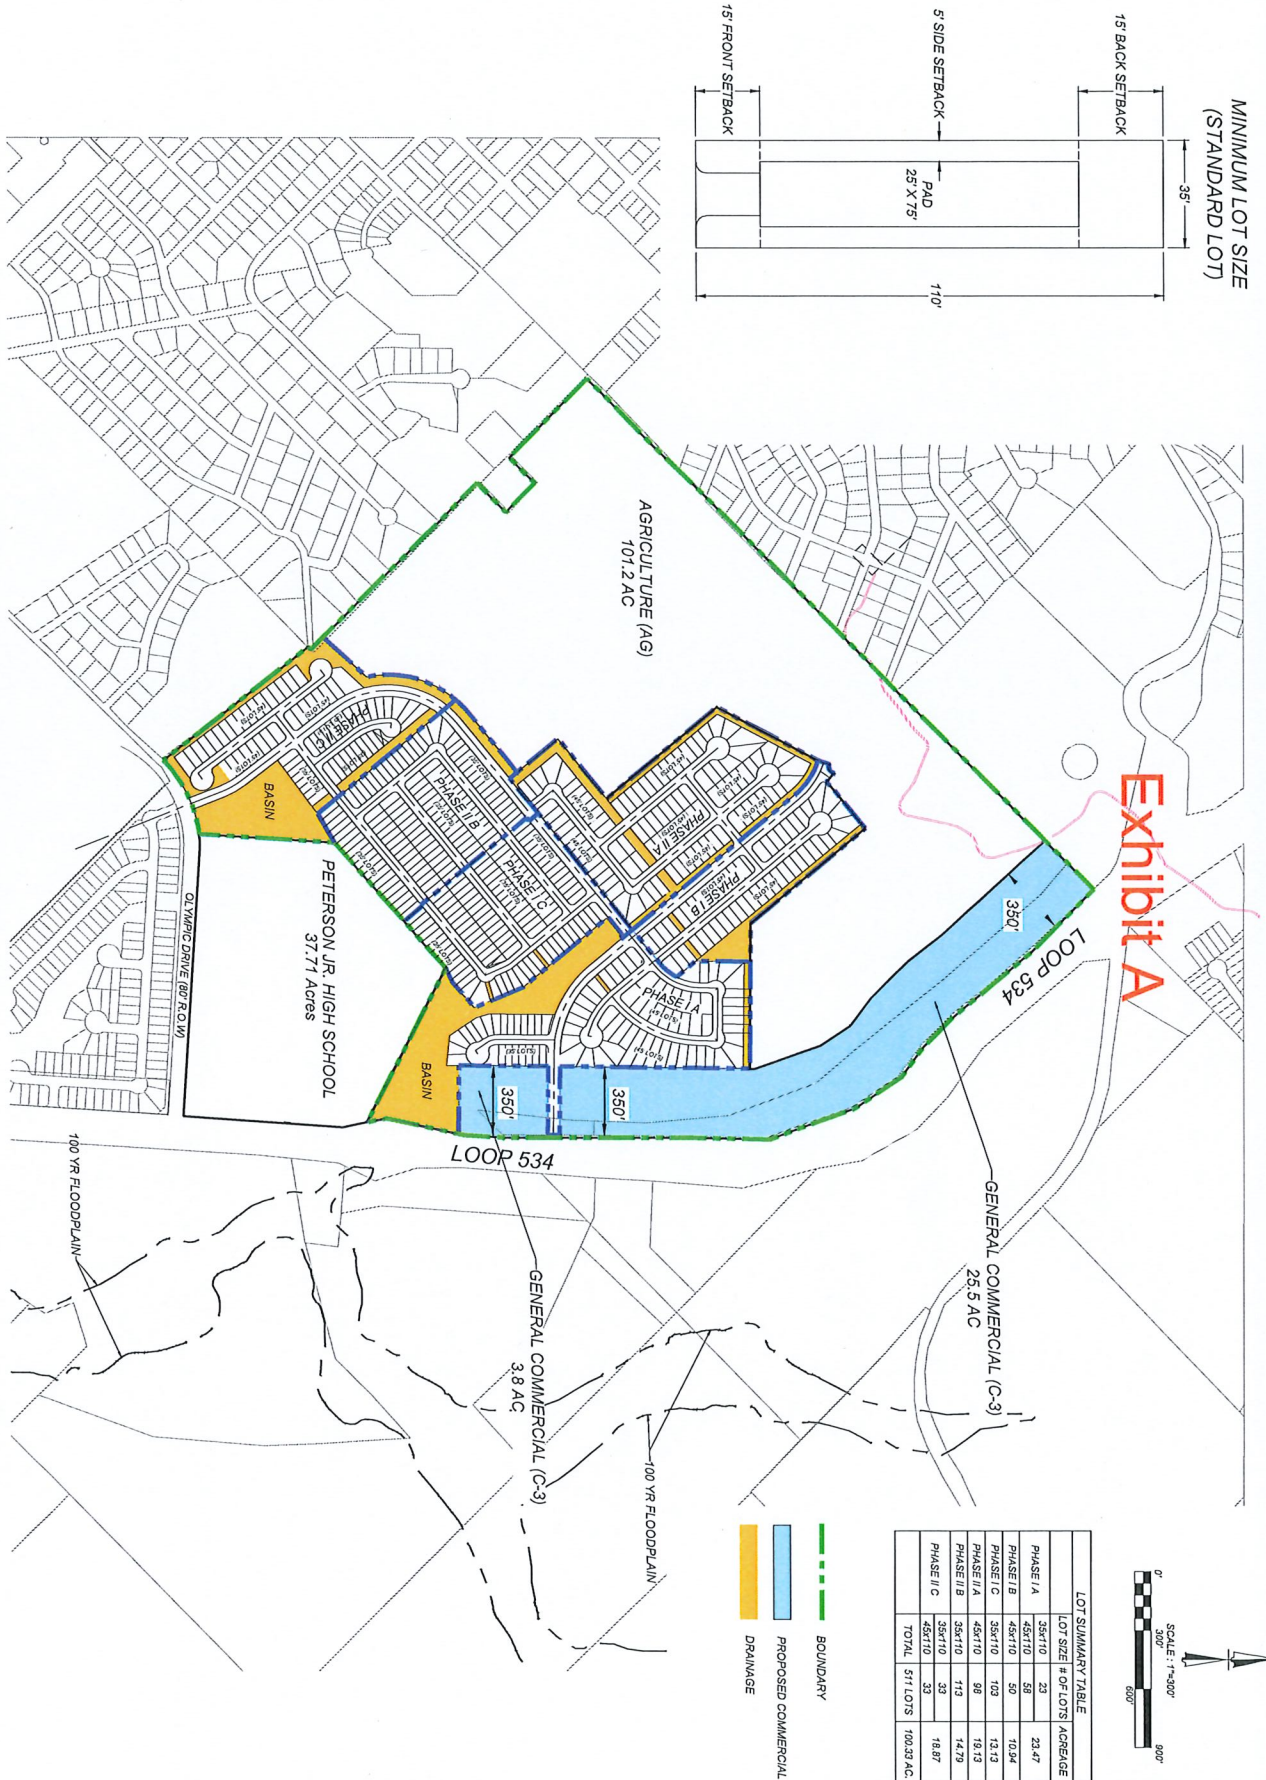 Exhibit A
MINIMUM LOT SIZE
(STANDARD LOT)
35'
110'
15' BACK SETBACK
5' SIDE SETBACK
15' FRONT SETBACK
PAD
25' X 75'
SCALE : 1"=300'
0'
300'
600'
900'
LOT SUMMARY TABLE
LOT SIZE # OF LOTS ACREAGE
PHASE I A 35x110 23 23.47
45x110 58
PHASE I B 45x110 50 10.94
PHASE I C 35x110 103 13.13
PHASE II A 45x110 98 19.13
PHASE II B 35x110 113 14.79
PHASE II C 35x110 33 18.87
45x110 33
TOTAL 511 LOTS 100.33 AC.
BOUNDARY
PROPOSED COMMERCIAL
DRAINAGE
AGRICULTURE (AG)
101.2 AC
GENERAL COMMERCIAL (C-3)
25.5 AC
LOOP 534
350'
350'
350'
GENERAL COMMERCIAL (C-3)
3.8 AC
LOOP 534
100 YR FLOODPLAIN
100 YR FLOODPLAIN
PHASE I A
(45' LOTS)
(45' LOTS)
(35' LOTS)
PHASE I B
PHASE I C
PHASE II A
PHASE II B
PHASE II C
BASIN
BASIN
PETERSON JR. HIGH SCHOOL
37.71 Acres
OLYMPIC DRIVE (80' R.O.W)